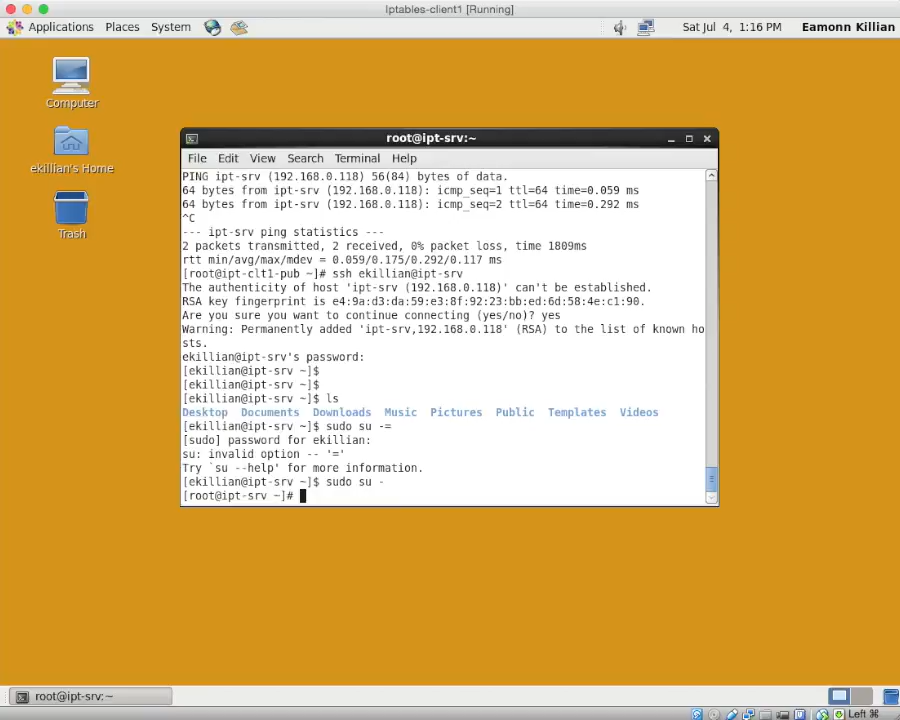 Iptables-client1 [Running]
Applications Places System Sat Jul 4, 1:16 PM Eamonn Killian
Computer
ekillian's Home
Trash
root@ipt-srv:~
File Edit View Search Terminal Help
PING ipt-srv (192.168.0.118) 56(84) bytes of data.
64 bytes from ipt-srv (192.168.0.118): icmp_seq=1 ttl=64 time=0.059 ms
64 bytes from ipt-srv (192.168.0.118): icmp_seq=2 ttl=64 time=0.292 ms
^C
--- ipt-srv ping statistics ---
2 packets transmitted, 2 received, 0% packet loss, time 1809ms
rtt min/avg/max/mdev = 0.059/0.175/0.292/0.117 ms
[root@ipt-clt1-pub ~]# ssh ekillian@ipt-srv
The authenticity of host 'ipt-srv (192.168.0.118)' can't be established.
RSA key fingerprint is e4:9a:d3:da:59:e3:8f:92:23:bb:ed:6d:58:4e:c1:90.
Are you sure you want to continue connecting (yes/no)? yes
Warning: Permanently added 'ipt-srv,192.168.0.118' (RSA) to the list of known ho
sts.
ekillian@ipt-srv's password:
[ekillian@ipt-srv ~]$
[ekillian@ipt-srv ~]$
[ekillian@ipt-srv ~]$ ls
Desktop Documents Downloads Music Pictures Public Templates Videos
[ekillian@ipt-srv ~]$ sudo su -=
[sudo] password for ekillian:
su: invalid option -- '='
Try `su --help' for more information.
[ekillian@ipt-srv ~]$ sudo su -
[root@ipt-srv ~]#
root@ipt-srv:~
Left ⌘